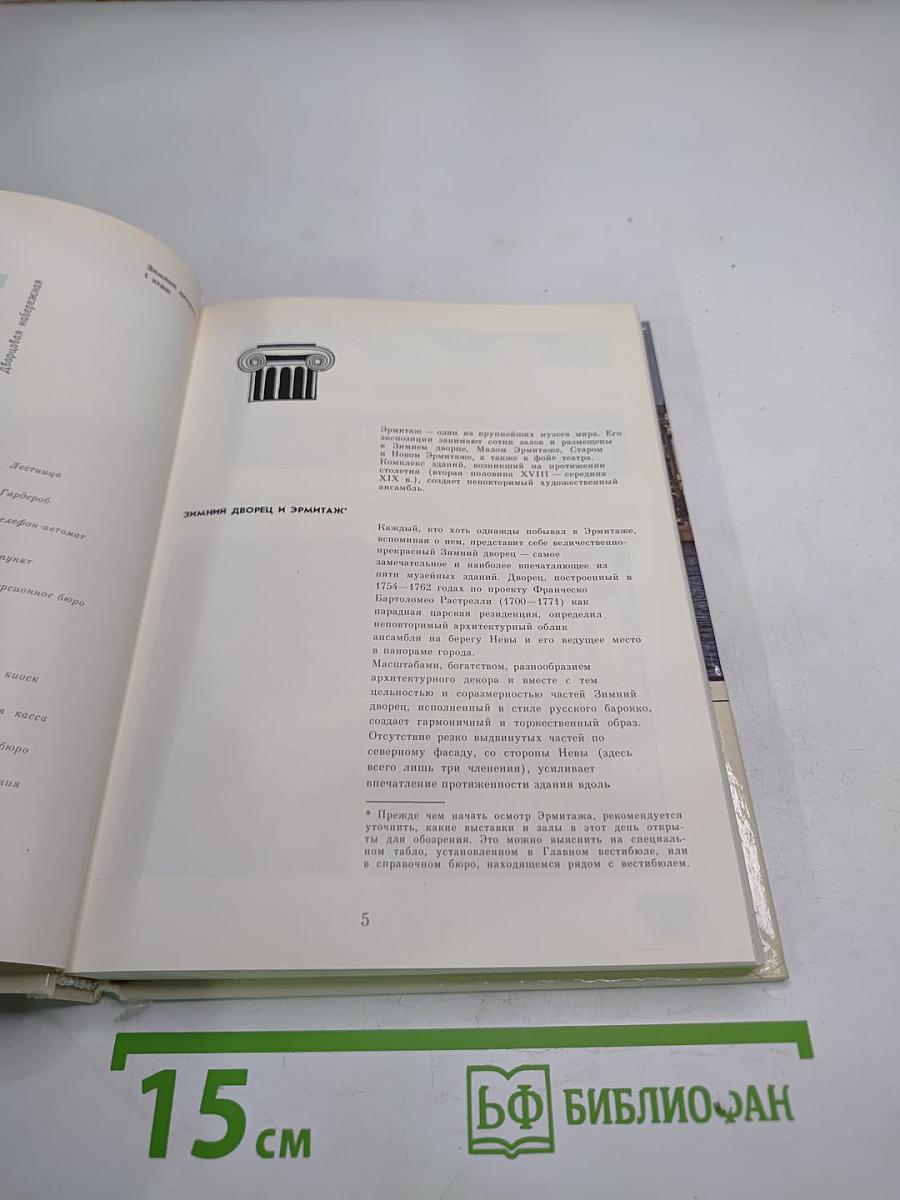 Зимний
1 этаж
Дворцовая набережная
Лестница
Гардероб
елефон-автомат
пункт
рсионное бюро
киоск
я касса
бюро
ния
Эрмитаж — один из крупнейших музеев мира. Его
экспозиции занимают сотни залов и размещены
в Зимнем дворце, Малом Эрмитаже, Старом
и Новом Эрмитаже, а также в фойе театра.
Комплекс зданий, возникший на протяжении
столетия (вторая половина XVIII — середина
XIX в.), создает неповторимый художественный
ансамбль.
ЗИМНИЙ ДВОРЕЦ И ЭРМИТАЖ*
Каждый, кто хоть однажды побывал в Эрмитаже,
вспоминая о нем, представит себе величественно-
прекрасный Зимний дворец — самое
замечательное и наиболее впечатляющее из
пяти музейных зданий. Дворец, построенный в
1754—1762 годах по проекту Франческо
Бартоломео Растрелли (1700—1771) как
парадная царская резиденция, определил
неповторимый архитектурный облик
ансамбля на берегу Невы и его ведущее место
в панораме города.
Масштабами, богатством, разнообразием
архитектурного декора и вместе с тем
цельностью и соразмерностью частей Зимний
дворец, исполненный в стиле русского барокко,
создает гармоничный и торжественный образ.
Отсутствие резко выдвинутых частей по
северному фасаду, со стороны Невы (здесь
всего лишь три членения), усиливает
впечатление протяженности здания вдоль
* Прежде чем начать осмотр Эрмитажа, рекомендуется
уточнить, какие выставки и залы в этот день откры-
ты для обозрения. Это можно выяснить на специаль-
ном табло, установленном в Главном вестибюле, или
в справочном бюро, находящемся рядом с вестибюлем.
5
15 см
БФ БИБЛИОФАН